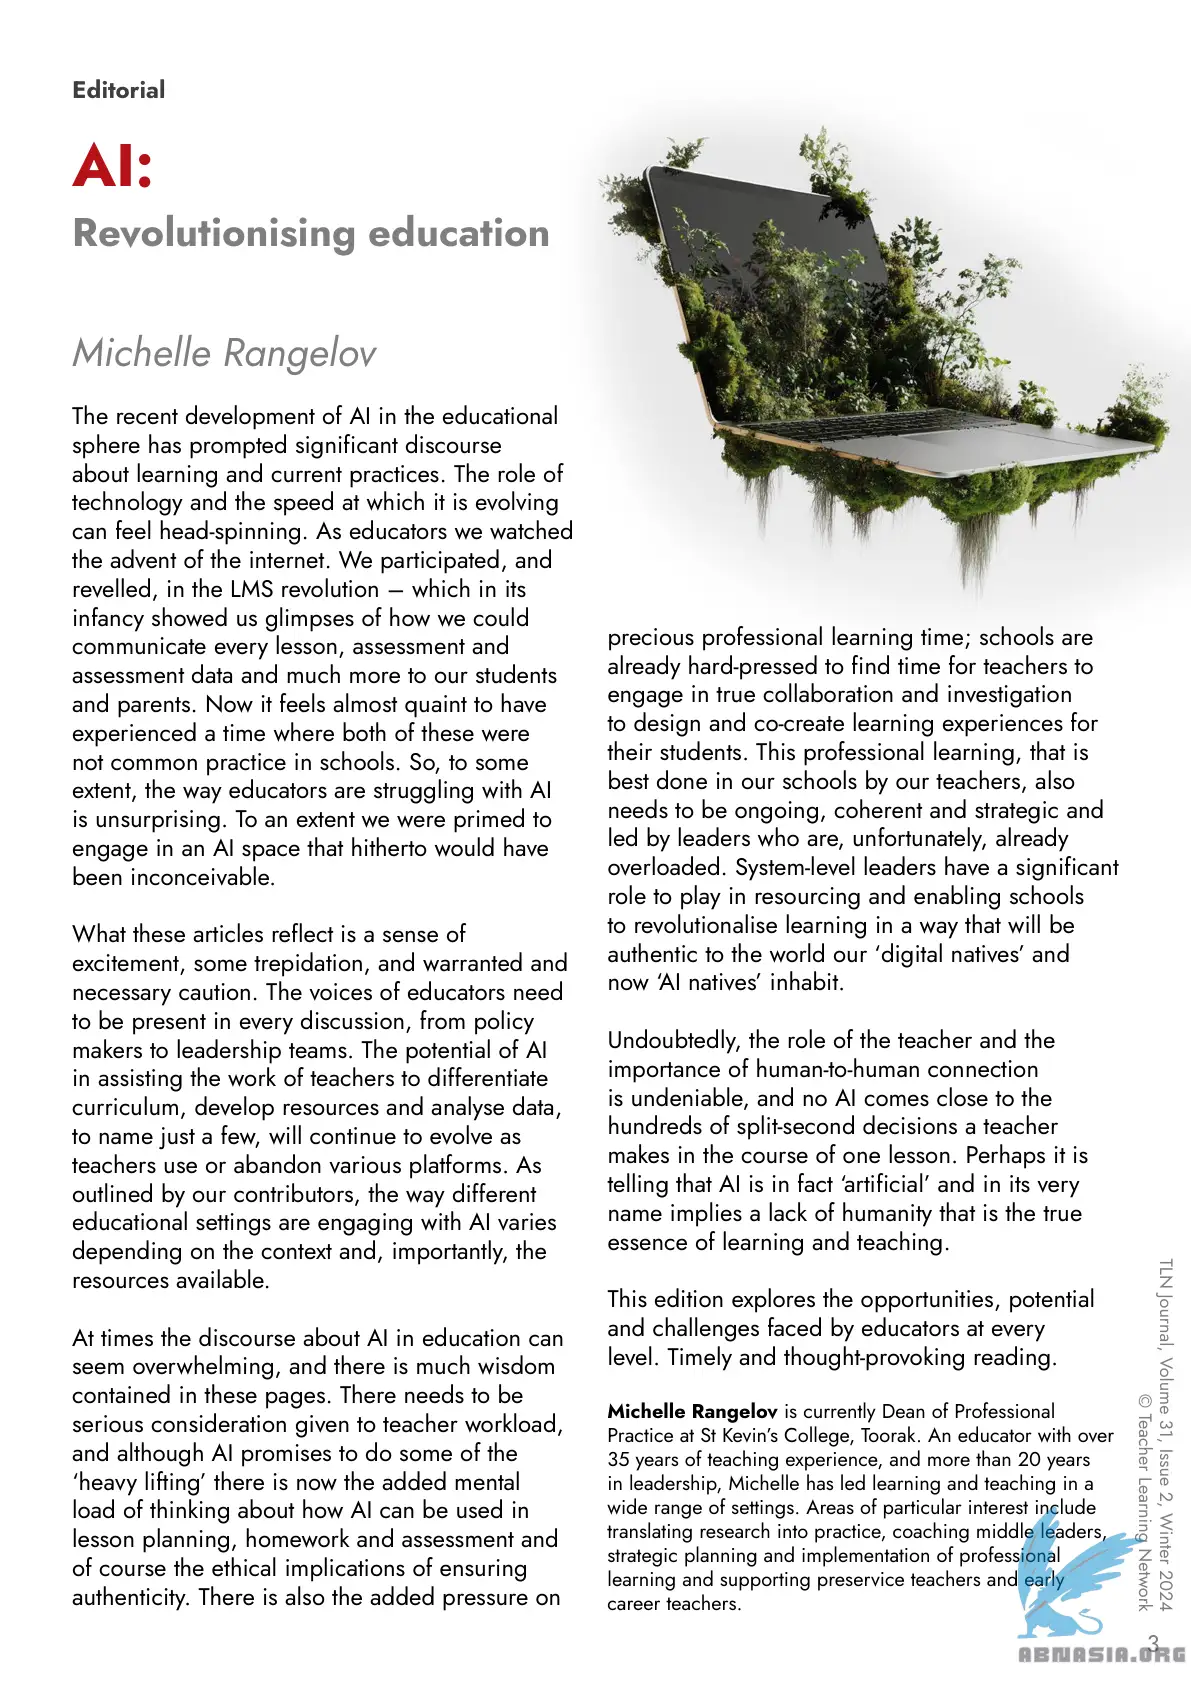 Editorial
AI:
Revolutionising education
Michelle Rangelov
The recent development of AI in the educational
sphere has prompted significant discourse
about learning and current practices. The role of
technology and the speed at which it is evolving
can feel head-spinning. As educators we watched
the advent of the internet. We participated, and
revelled, in the LMS revolution – which in its
infancy showed us glimpses of how we could
communicate every lesson, assessment and
assessment data and much more to our students
and parents. Now it feels almost quaint to have
experienced a time where both of these were
not common practice in schools. So, to some
extent, the way educators are struggling with AI
is unsurprising. To an extent we were primed to
engage in an AI space that hitherto would have
been inconceivable.
What these articles reflect is a sense of
excitement, some trepidation, and warranted and
necessary caution. The voices of educators need
to be present in every discussion, from policy
makers to leadership teams. The potential of AI
in assisting the work of teachers to differentiate
curriculum, develop resources and analyse data,
to name just a few, will continue to evolve as
teachers use or abandon various platforms. As
outlined by our contributors, the way different
educational settings are engaging with AI varies
depending on the context and, importantly, the
resources available.
At times the discourse about AI in education can
seem overwhelming, and there is much wisdom
contained in these pages. There needs to be
serious consideration given to teacher workload,
and although AI promises to do some of the
‘heavy lifting’ there is now the added mental
load of thinking about how AI can be used in
lesson planning, homework and assessment and
of course the ethical implications of ensuring
authenticity. There is also the added pressure on
precious professional learning time; schools are
already hard-pressed to find time for teachers to
engage in true collaboration and investigation
to design and co-create learning experiences for
their students. This professional learning, that is
best done in our schools by our teachers, also
needs to be ongoing, coherent and strategic and
led by leaders who are, unfortunately, already
overloaded. System-level leaders have a significant
role to play in resourcing and enabling schools
to revolutionalise learning in a way that will be
authentic to the world our ‘digital natives’ and
now ‘AI natives’ inhabit.
Undoubtedly, the role of the teacher and the
importance of human-to-human connection
is undeniable, and no AI comes close to the
hundreds of split-second decisions a teacher
makes in the course of one lesson. Perhaps it is
telling that AI is in fact ‘artificial’ and in its very
name implies a lack of humanity that is the true
essence of learning and teaching.
This edition explores the opportunities, potential
and challenges faced by educators at every
level. Timely and thought-provoking reading.
Michelle Rangelov is currently Dean of Professional
Practice at St Kevin’s College, Toorak. An educator with over
35 years of teaching experience, and more than 20 years
in leadership, Michelle has led learning and teaching in a
wide range of settings. Areas of particular interest include
translating research into practice, coaching middle leaders,
strategic planning and implementation of professional
learning and supporting preservice teachers and early
career teachers.
TLN Journal, Volume 31, Issue 2, Winter 2024
© Teacher Learning Network
3
ABNASIA.ORG